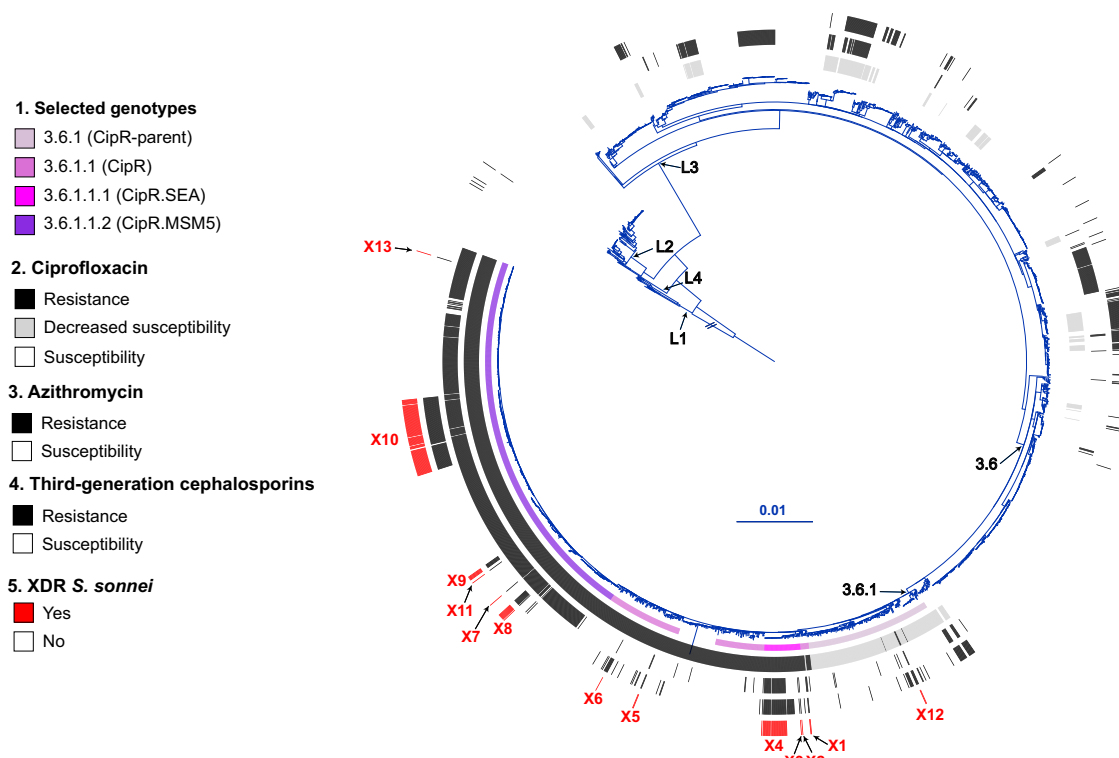 1. Selected genotypes
3.6.1 (CipR-parent)
3.6.1.1 (CipR)
3.6.1.1.1 (CipR.SEA)
3.6.1.1.2 (CipR.MSM5)
2. Ciprofloxacin
Resistance
Decreased susceptibility
Susceptibility
3. Azithromycin
Resistance
Susceptibility
4. Third-generation cephalosporins
Resistance
Susceptibility
5. XDR S. sonnei
Yes
No
L3
L2
L4
L1
X13
X10
3.6
0.01
X9
X11
X7
X8
3.6.1
X6
X5
X12
X4
X1